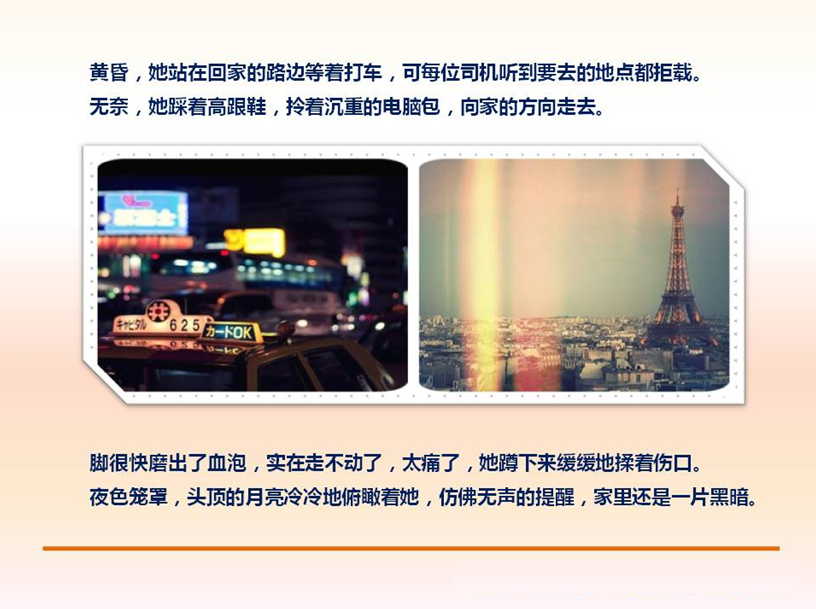 黄昏，她站在回家的路边等着打车，可每位司机听到要去的地点都拒载。
无奈，她踩着高跟鞋，拎着沉重的电脑包，向家的方向走去。
キャピタル 625 カードOK
脚很快磨出了血泡，实在走不动了，太痛了，她蹲下来缓缓地揉着伤口。
夜色笼罩，头顶的月亮冷冷地俯瞰着她，仿佛无声的提醒，家里还是一片黑暗。